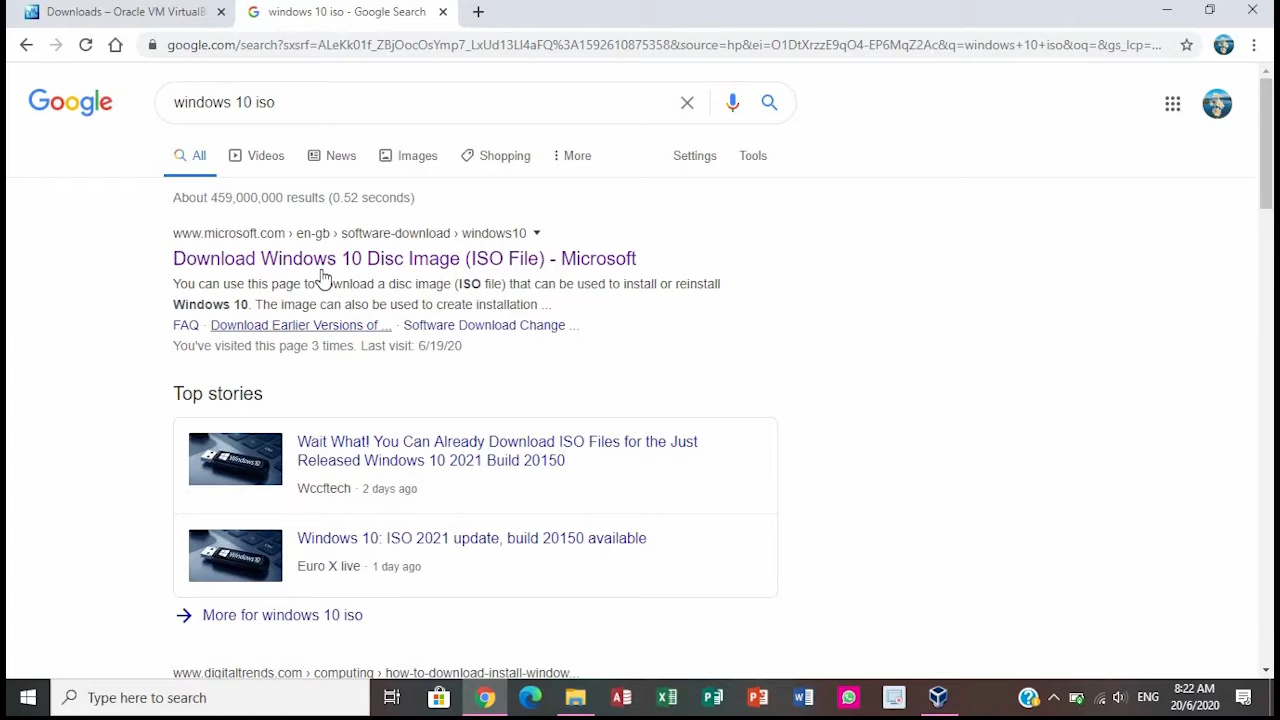 Downloads – Oracle VM VirtualB
windows 10 iso - Google Search
google.com/search?sxsrf=ALeKk01f_ZBjOocOsYmp7_LxUd13Ll4aFQ%3A1592610875358&source=hp&ei=O1DtXrzzE9qO4-EP6MqZ2Ac&q=windows+10+iso&oq=&gs_lcp=...
Google
windows 10 iso
All
Videos
News
Images
Shopping
More
Settings
Tools
About 459,000,000 results (0.52 seconds)
www.microsoft.com › en-gb › software-download › windows10
Download Windows 10 Disc Image (ISO File) - Microsoft
You can use this page to download a disc image (ISO file) that can be used to install or reinstall
Windows 10. The image can also be used to create installation ...
FAQ · Download Earlier Versions of ... · Software Download Change ...
You've visited this page 3 times. Last visit: 6/19/20
Top stories
Windows 10
Wait What! You Can Already Download ISO Files for the Just
Released Windows 10 2021 Build 20150
Wccftech · 2 days ago
Windows 10
Windows 10: ISO 2021 update, build 20150 available
Euro X live · 1 day ago
More for windows 10 iso
www.digitaltrends.com › computing › how-to-download-install-window...
Type here to search
ENG
8:22 AM
20/6/2020